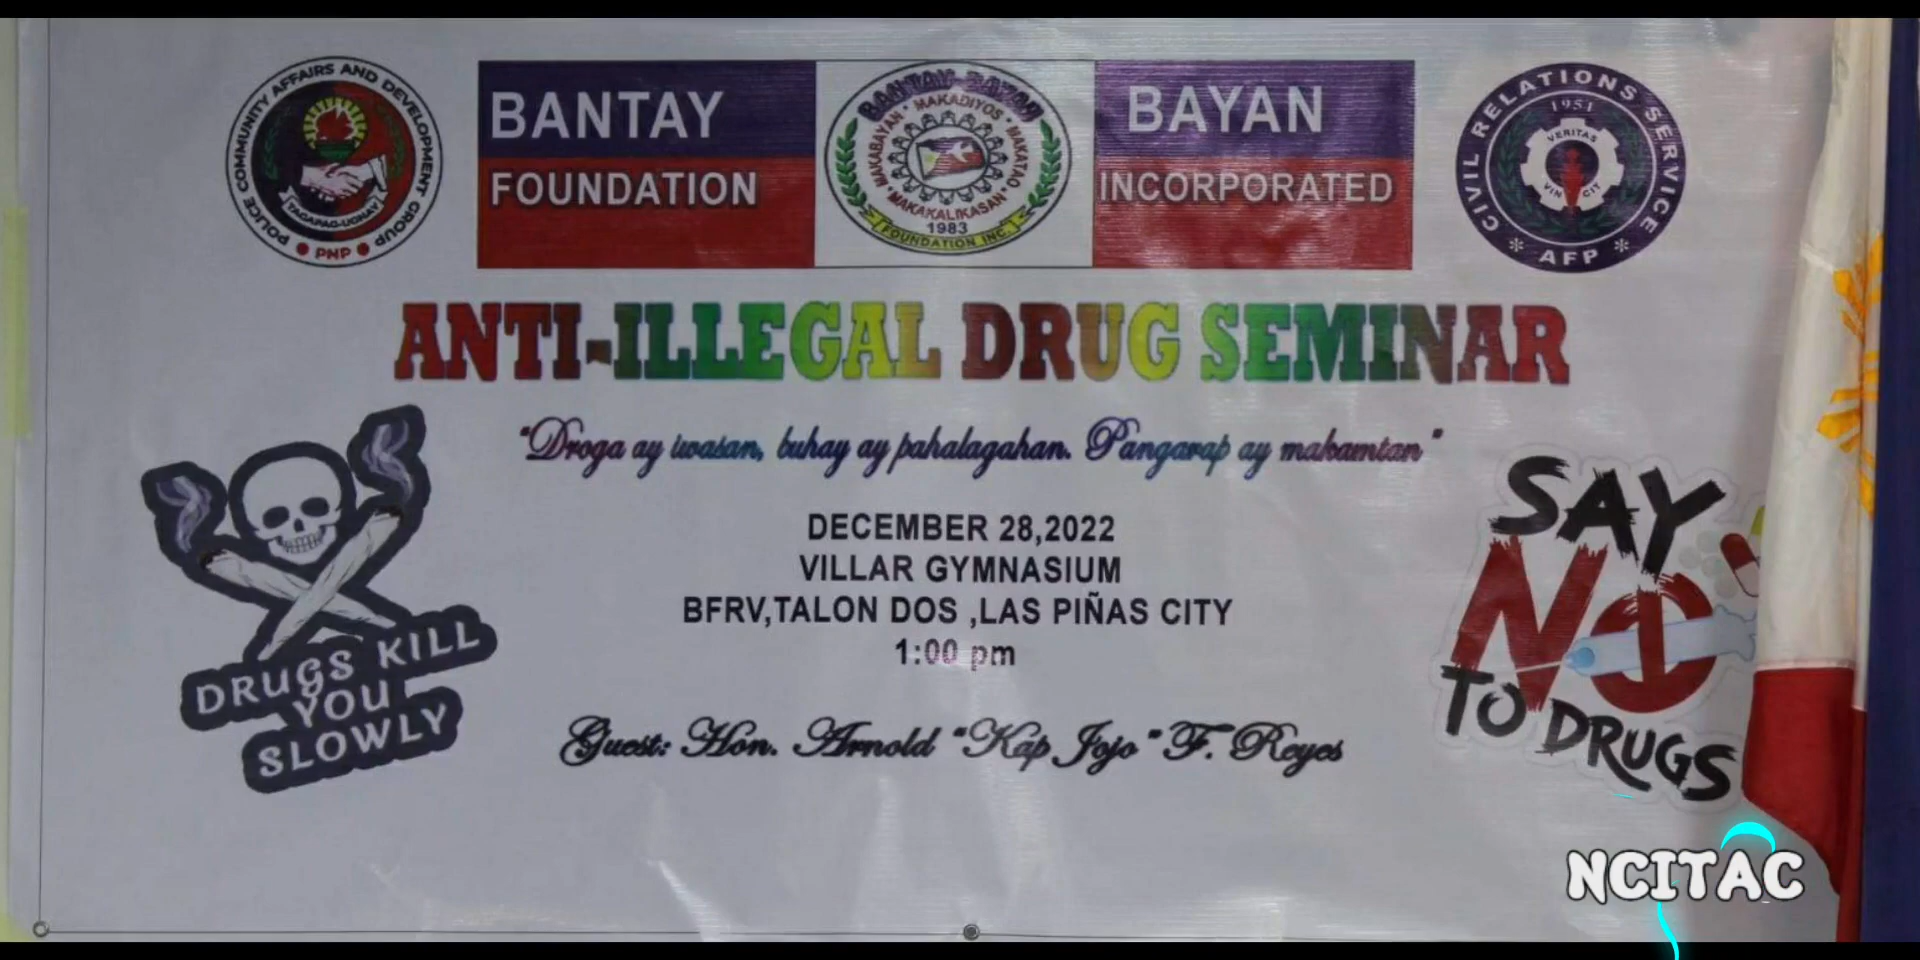 POLICE COMMUNITY AFFAIRS AND DEVELOPMENT GROUP
TAGAPAG-UGNAY
PNP
BANTAY
FOUNDATION
BANTAY BAYAN
MAKABAYAN • MAKADIYOS • MAKATAO •
MAKAKALIKASAN
1983
FOUNDATION INC.
BAYAN
INCORPORATED
CIVIL RELATIONS SERVICE
1951
VERITAS
VIN CIT
* AFP *
ANTI-ILLEGAL DRUG SEMINAR
"Droga ay iwasan, buhay ay pahalagahan. Pangarap ay makamtan"
DECEMBER 28,2022
VILLAR GYMNASIUM
BFRV,TALON DOS ,LAS PIÑAS CITY
1:00 pm
Guest: Hon. Arnold "Kap Jojo" F. Reyes
DRUGS KILL
YOU
SLOWLY
SAY
NO
TO DRUGS
NCITAC